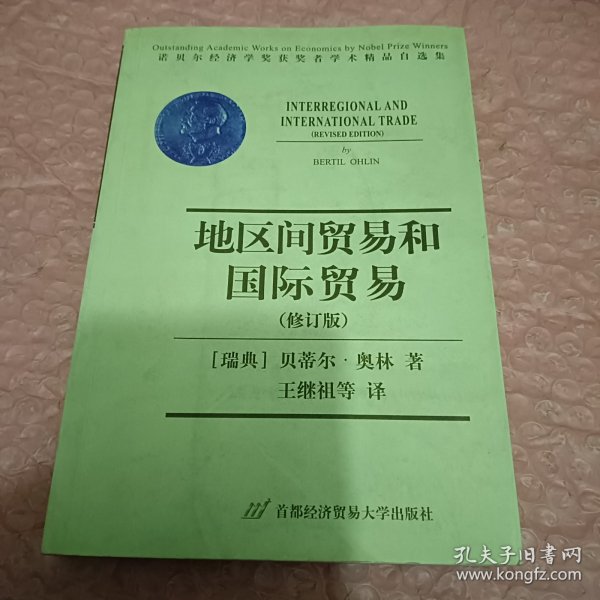 Outstanding Academic Works on Economics by Nobel Prize Winners
诺贝尔经济学奖获奖者学术精品自选集
INTERREGIONAL AND
INTERNATIONAL TRADE
(REVISED EDITION)
by
BERTIL OHLIN
地区间贸易和
国际贸易
(修订版)
[瑞典] 贝蒂尔·奥林 著
王继祖等 译
首都经济贸易大学出版社
孔夫子旧书网
www.kongfz.com